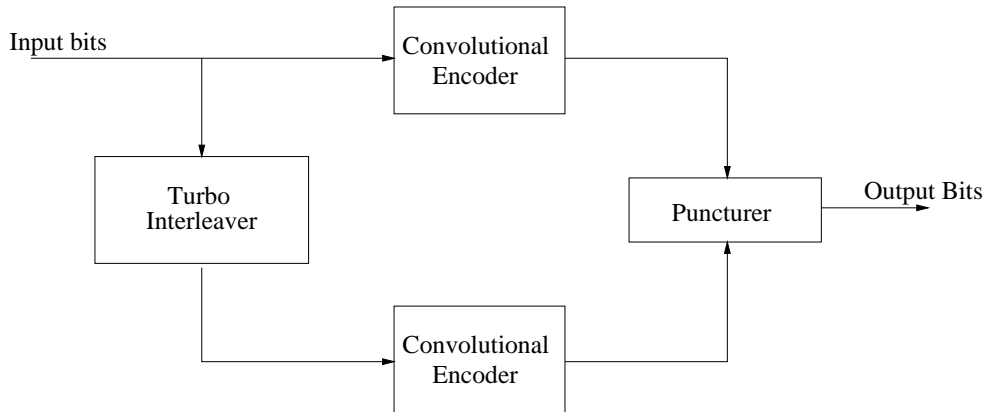 Input bits
Convolutional
Encoder
Turbo
Interleaver
Puncturer
Output Bits
Convolutional
Encoder